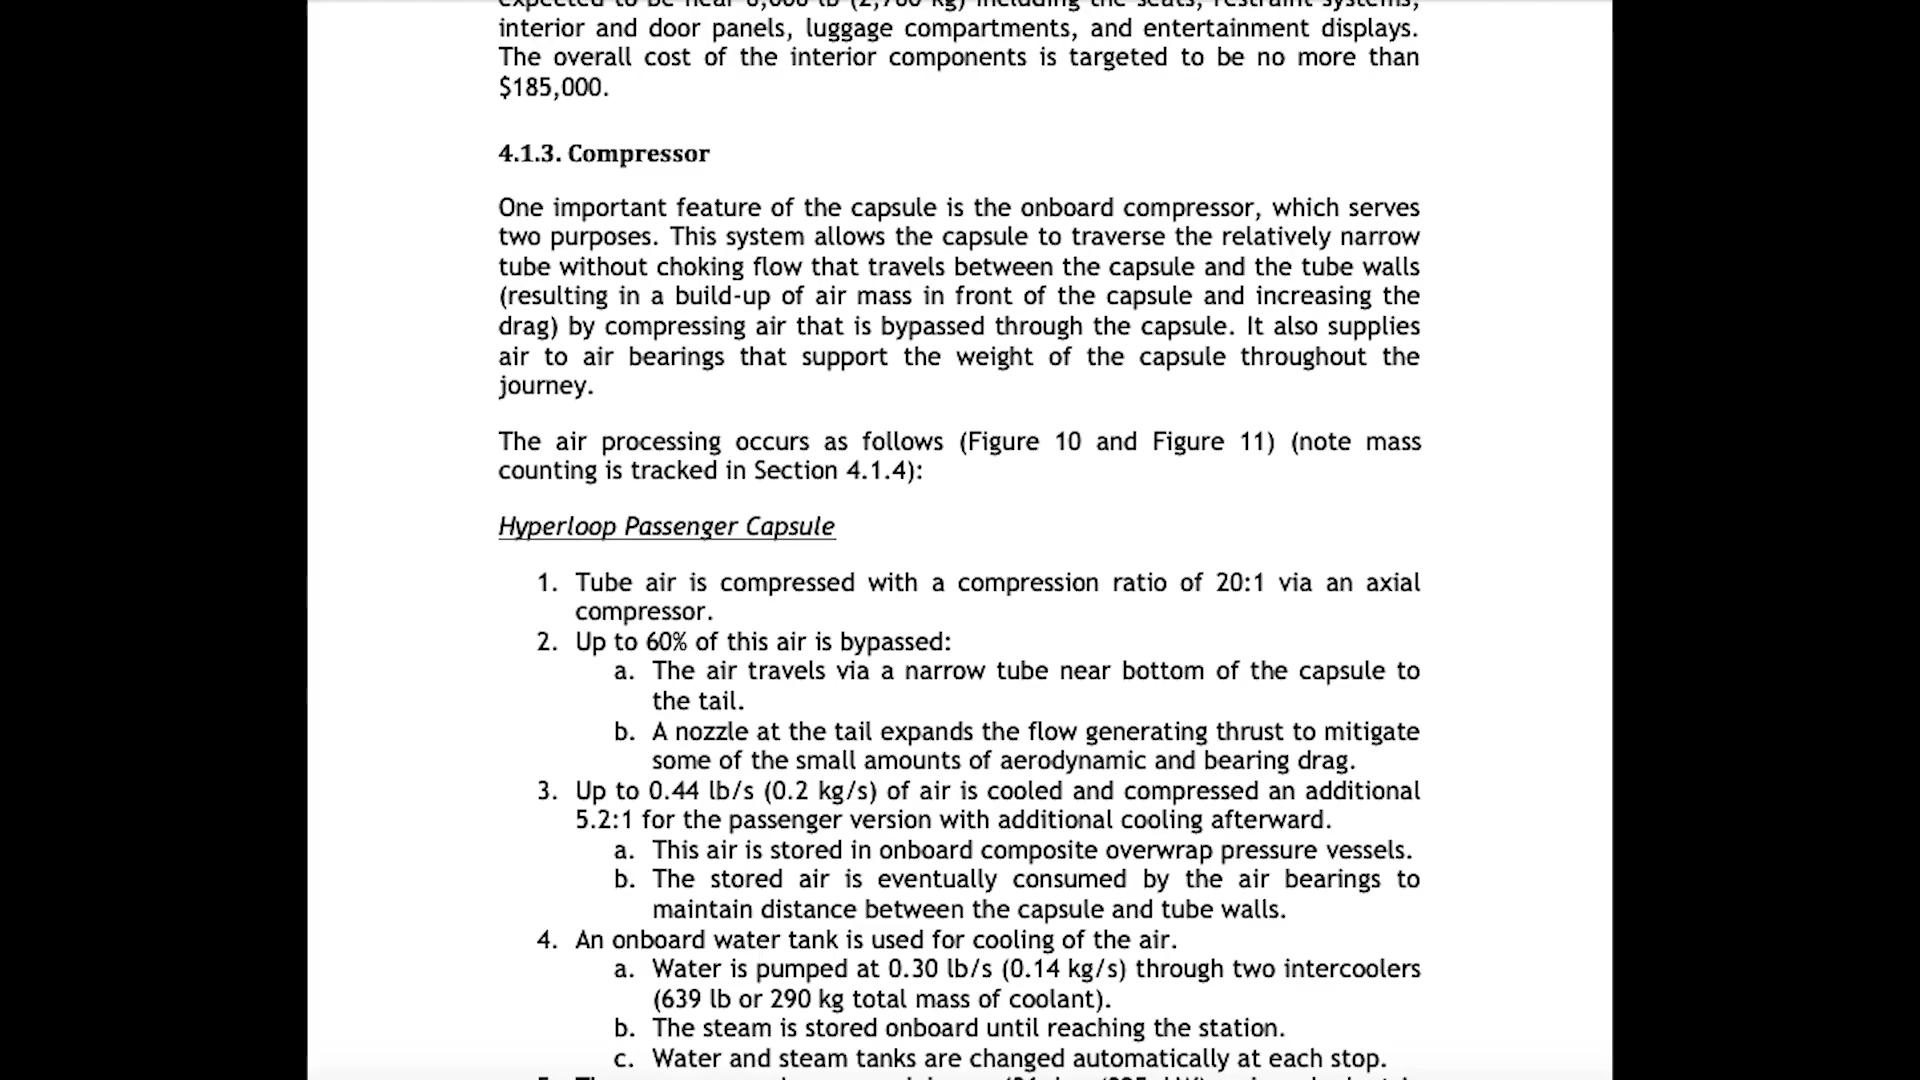 interior and door panels, luggage compartments, and entertainment displays.
The overall cost of the interior components is targeted to be no more than
$185,000.
4.1.3. Compressor
One important feature of the capsule is the onboard compressor, which serves
two purposes. This system allows the capsule to traverse the relatively narrow
tube without choking flow that travels between the capsule and the tube walls
(resulting in a build-up of air mass in front of the capsule and increasing the
drag) by compressing air that is bypassed through the capsule. It also supplies
air to air bearings that support the weight of the capsule throughout the
journey.
The air processing occurs as follows (Figure 10 and Figure 11) (note mass
counting is tracked in Section 4.1.4):
Hyperloop Passenger Capsule
1. Tube air is compressed with a compression ratio of 20:1 via an axial
compressor.
2. Up to 60% of this air is bypassed:
a. The air travels via a narrow tube near bottom of the capsule to
the tail.
b. A nozzle at the tail expands the flow generating thrust to mitigate
some of the small amounts of aerodynamic and bearing drag.
3. Up to 0.44 lb/s (0.2 kg/s) of air is cooled and compressed an additional
5.2:1 for the passenger version with additional cooling afterward.
a. This air is stored in onboard composite overwrap pressure vessels.
b. The stored air is eventually consumed by the air bearings to
maintain distance between the capsule and tube walls.
4. An onboard water tank is used for cooling of the air.
a. Water is pumped at 0.30 lb/s (0.14 kg/s) through two intercoolers
(639 lb or 290 kg total mass of coolant).
b. The steam is stored onboard until reaching the station.
c. Water and steam tanks are changed automatically at each stop.